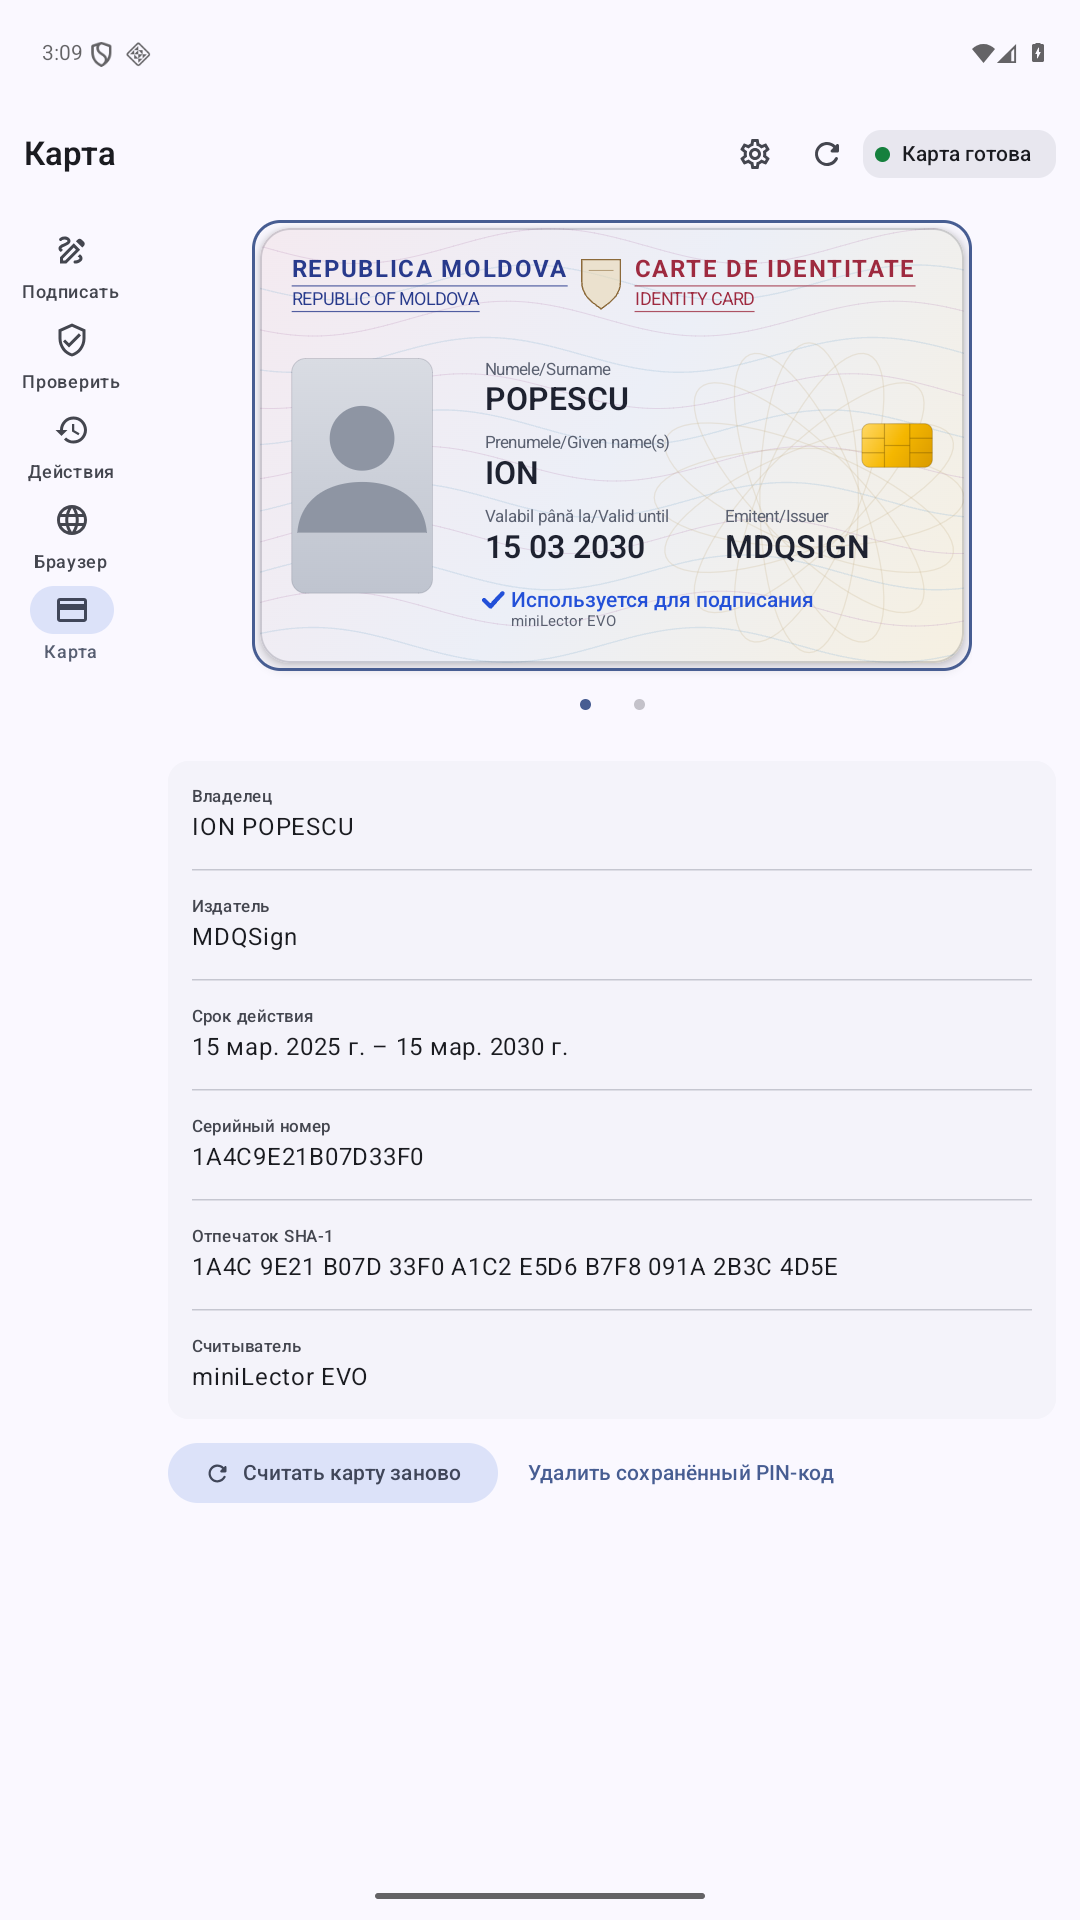 3:09
Карта
Карта готова
Подписать
Проверить
Действия
Браузер
Карта
REPUBLICA MOLDOVA
REPUBLIC OF MOLDOVA
CARTE DE IDENTITATE
IDENTITY CARD
Numele/Surname
POPESCU
Prenumele/Given name(s)
ION
Valabil până la/Valid until
15 03 2030
Emitent/Issuer
MDQSIGN
Используется для подписания
miniLector EVO
Владелец
ION POPESCU
Издатель
MDQSign
Срок действия
15 мар. 2025 г. – 15 мар. 2030 г.
Серийный номер
1A4C9E21B07D33F0
Отпечаток SHA-1
1A4C 9E21 B07D 33F0 A1C2 E5D6 B7F8 091A 2B3C 4D5E
Считыватель
miniLector EVO
Считать карту заново
Удалить сохранённый PIN-код